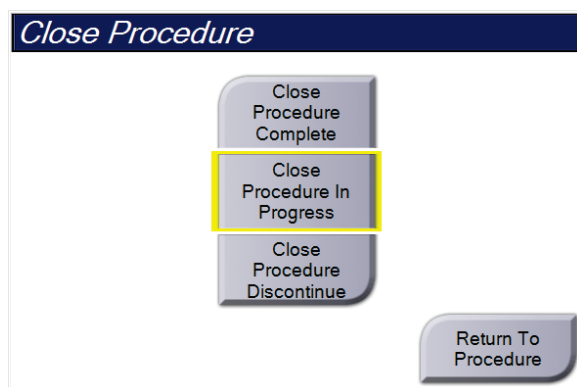 Close Procedure
Close
Procedure
Complete
Close
Procedure In
Progress
Close
Procedure
Discontinue
Return To
Procedure